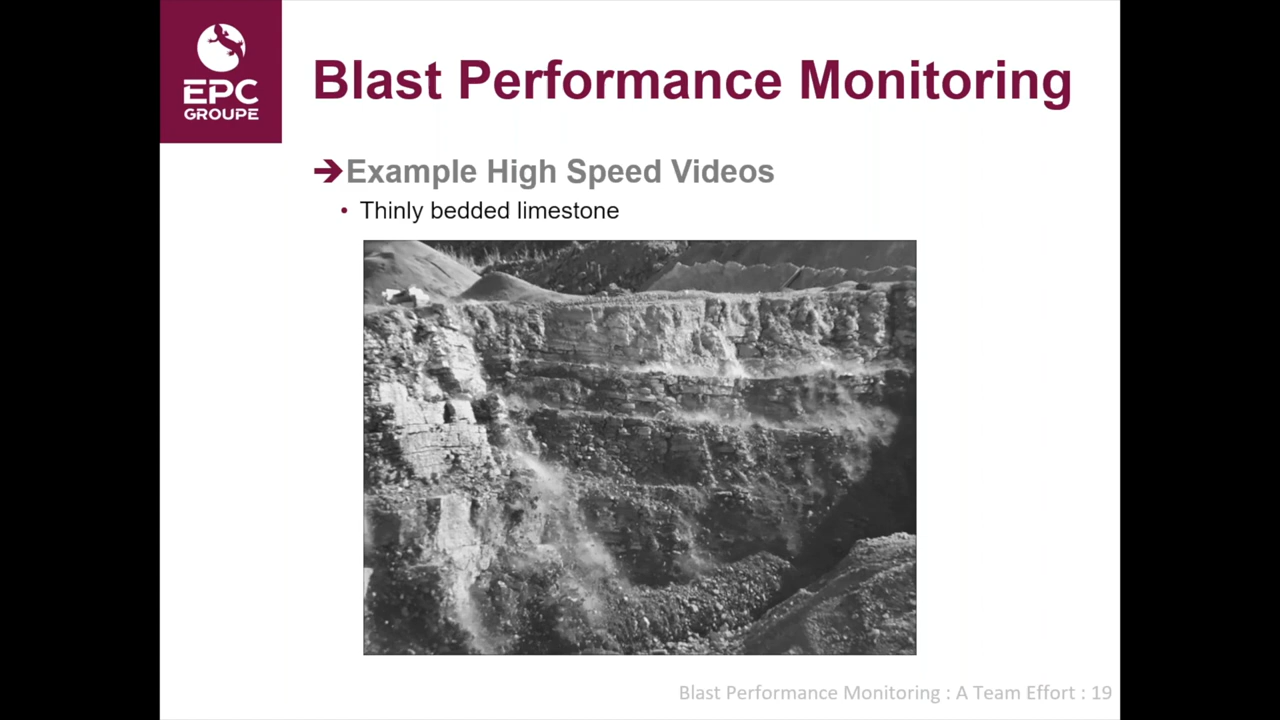 EPC
GROUPE
Blast Performance Monitoring
➔Example High Speed Videos
• Thinly bedded limestone
Blast Performance Monitoring : A Team Effort : 19